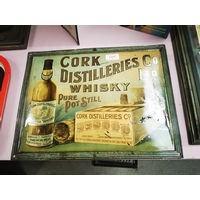 CORK
DISTILLERIES Co
LTD
WHISKY
PURE
POT STILL
CORK DISTILLERIES Co